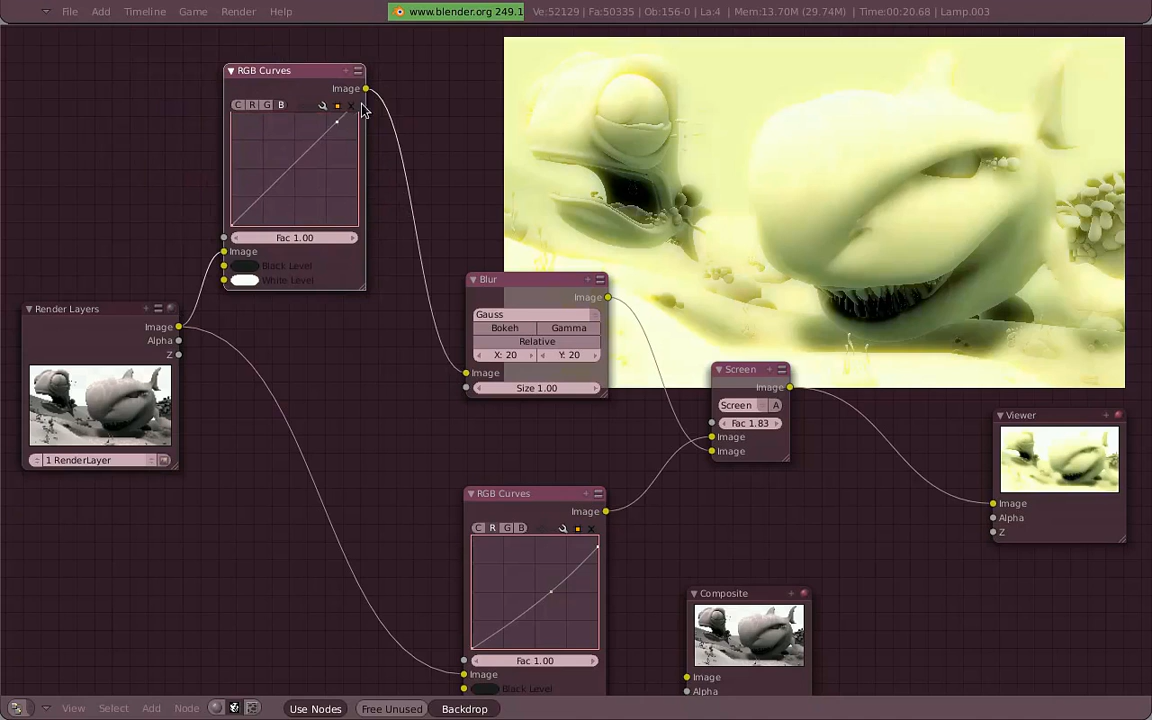 File Add Timeline Game Render Help www.blender.org 249.1 Ve:52129 | Fa:50335 | Ob:156-0 | La:4 | Mem:13.70M (29.74M) | Time:00:20.68 | Lamp.003
RGB Curves
Image
C R G B X
Fac 1.00
Image
Black Level
White Level
Render Layers
Image
Alpha
Z
1 RenderLayer
Blur
Image
Gauss
Bokeh Gamma
Relative
X: 20 Y: 20
Image
Size 1.00
Screen
Image
Screen A
Fac 1.83
Image
Image
Viewer
Image
Alpha
Z
RGB Curves
Image
C R G B X
Fac 1.00
Image
Black Level
Composite
Image
Alpha
View Select Add Node Use Nodes Free Unused Backdrop